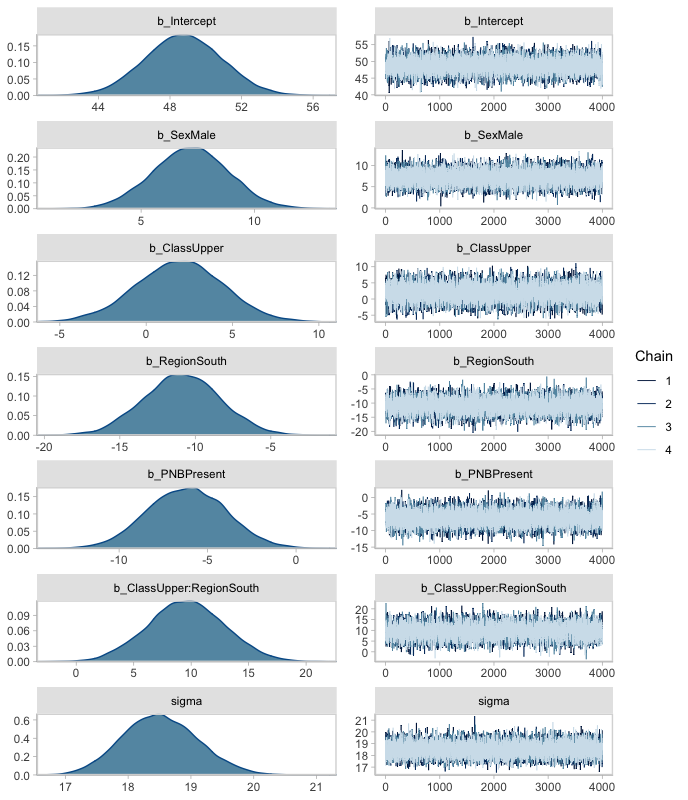 b_Intercept b_Intercept
0.15 0.10 0.05 0.00
44 48 52 56
55 50 45 40
0 1000 2000 3000 4000
b_SexMale b_SexMale
0.20 0.15 0.10 0.05 0.00
5 10
10 5 0
0 1000 2000 3000 4000
b_ClassUpper b_ClassUpper
0.12 0.08 0.04 0.00
-5 0 5 10
10 5 0 -5
0 1000 2000 3000 4000
b_RegionSouth b_RegionSouth
0.15 0.10 0.05 0.00
-20 -15 -10 -5
0 -5 -10 -15 -20
0 1000 2000 3000 4000
b_PNBPresent b_PNBPresent
0.15 0.10 0.05 0.00
-10 -5 0
0 -5 -10 -15
0 1000 2000 3000 4000
b_ClassUpper:RegionSouth b_ClassUpper:RegionSouth
0.09 0.06 0.03 0.00
0 5 10 15 20
20 15 10 5 0
0 1000 2000 3000 4000
sigma sigma
0.6 0.4 0.2 0.0
17 18 19 20 21
21 20 19 18 17
0 1000 2000 3000 4000
Chain
1
2
3
4